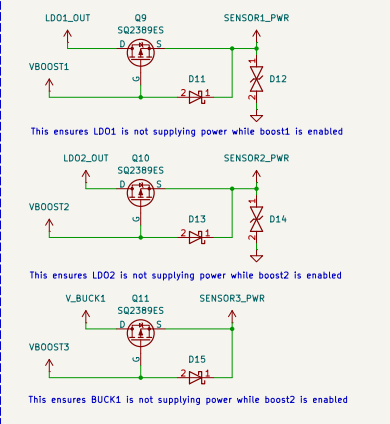 LDO1_OUT
Q9
SQ2389ES
SENSOR1_PWR
D
S
G
VBOOST1
D11
2
1
1
D12
2
This ensures LDO1 is not supplying power while boost1 is enabled
LDO2_OUT
Q10
SQ2389ES
SENSOR2_PWR
D
S
G
VBOOST2
D13
2
1
1
D14
2
This ensures LDO2 is not supplying power while boost2 is enabled
V_BUCK1
Q11
SQ2389ES
SENSOR3_PWR
D
S
G
VBOOST3
D15
2
1
This ensures BUCK1 is not supplying power while boost2 is enabled